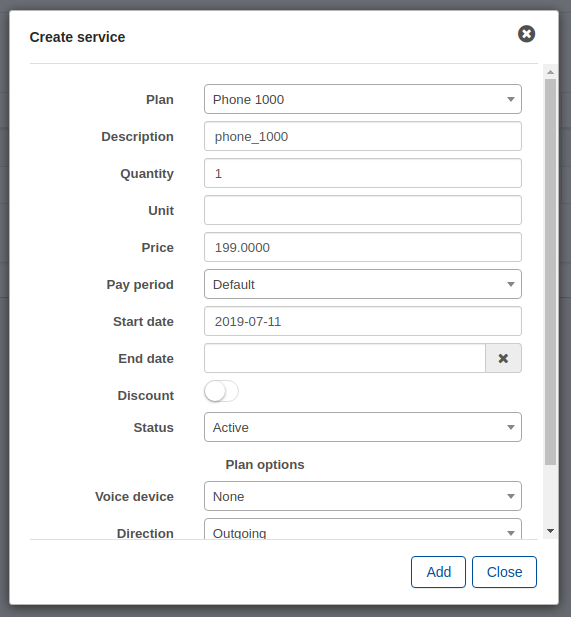 Create service
Plan Phone 1000
Description phone_1000
Quantity 1
Unit
Price 199.0000
Pay period Default
Start date 2019-07-11
End date
Discount
Status Active
Plan options
Voice device None
Direction Outgoing
Add Close